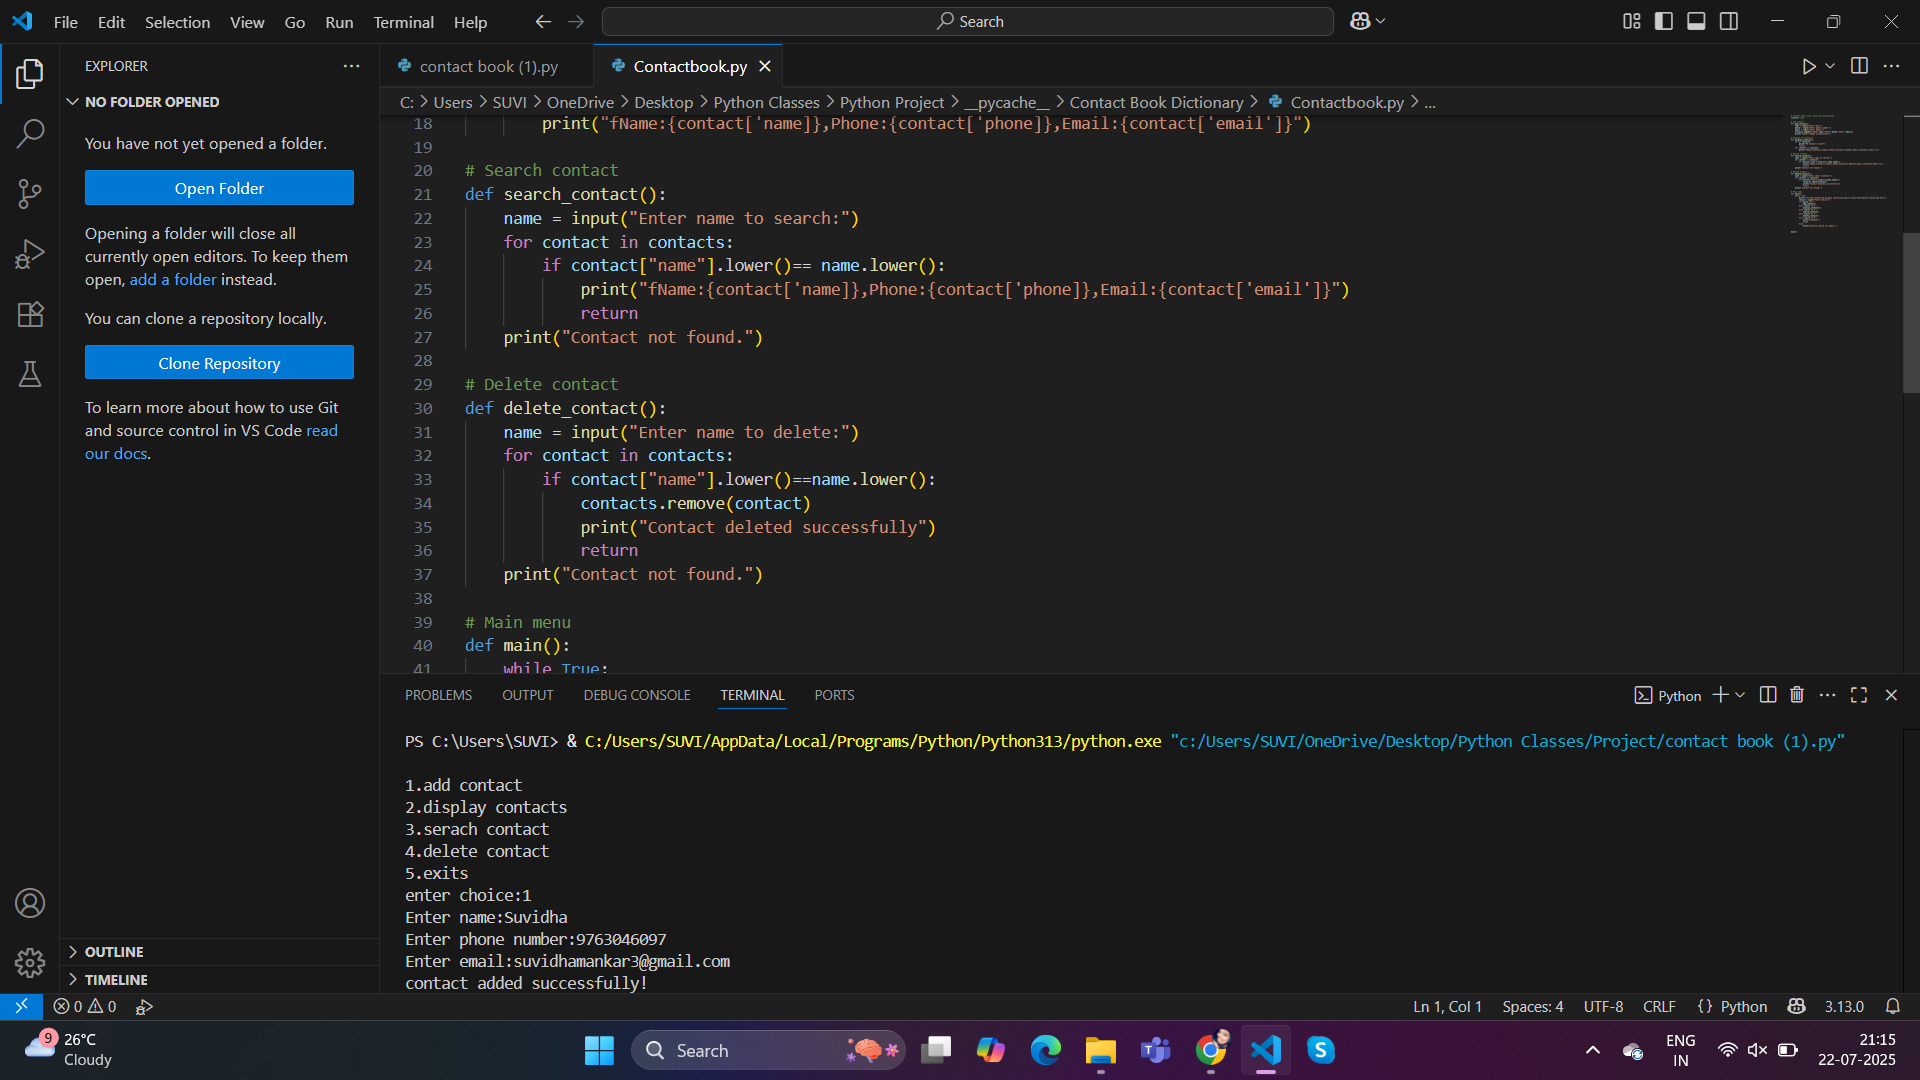 File Edit Selection View Go Run Terminal Help
Search
EXPLORER
NO FOLDER OPENED
You have not yet opened a folder.
Open Folder
Opening a folder will close all
currently open editors. To keep them
open, add a folder instead.
You can clone a repository locally.
Clone Repository
To learn more about how to use Git
and source control in VS Code read
our docs.
OUTLINE
TIMELINE
contact book (1).py
Contactbook.py
C: > Users > SUVI > OneDrive > Desktop > Python Classes > Python Project > __pycache__ > Contact Book Dictionary > Contactbook.py > ...
18 print("fName:{contact['name]},Phone:{contact['phone]},Email:{contact['email']}")
19
20 # Search contact
21 def search_contact():
22 name = input("Enter name to search:")
23 for contact in contacts:
24 if contact["name"].lower()== name.lower():
25 print("fName:{contact['name]},Phone:{contact['phone]},Email:{contact['email']}")
26 return
27 print("Contact not found.")
28
29 # Delete contact
30 def delete_contact():
31 name = input("Enter name to delete:")
32 for contact in contacts:
33 if contact["name"].lower()==name.lower():
34 contacts.remove(contact)
35 print("Contact deleted successfully")
36 return
37 print("Contact not found.")
38
39 # Main menu
40 def main():
41 while True:
PROBLEMS OUTPUT DEBUG CONSOLE TERMINAL PORTS
Python
PS C:\Users\SUVI> & C:/Users/SUVI/AppData/Local/Programs/Python/Python313/python.exe "c:/Users/SUVI/OneDrive/Desktop/Python Classes/Project/contact book (1).py"
1.add contact
2.display contacts
3.serach contact
4.delete contact
5.exits
enter choice:1
Enter name:Suvidha
Enter phone number:9763046097
Enter email:suvidhamankar3@gmail.com
contact added successfully!
0 0
Ln 1, Col 1 Spaces: 4 UTF-8 CRLF {} Python 3.13.0
9
26°C
Cloudy
Search
ENG
IN
21:15
22-07-2025